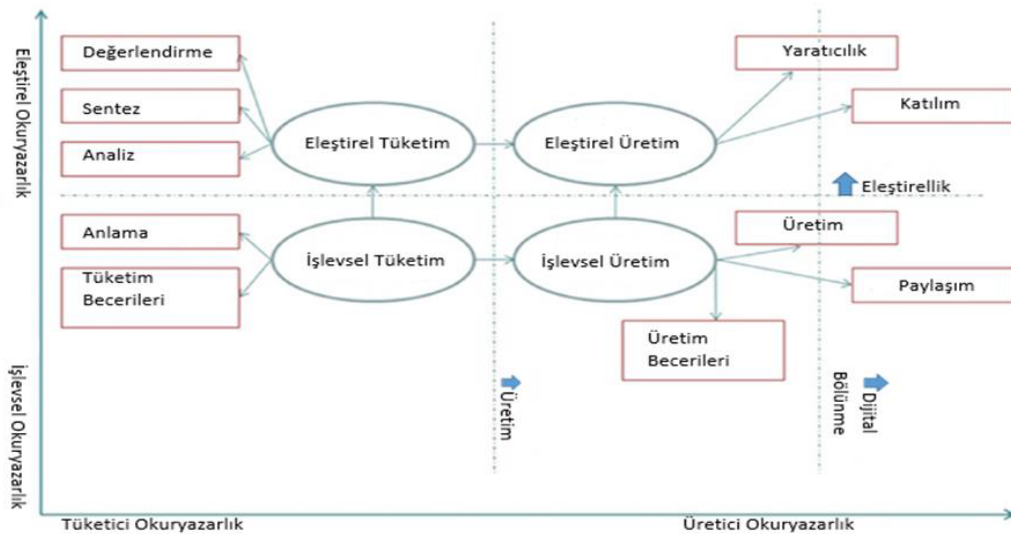 Eleştirel Okuryazarlık
İşlevsel Okuryazarlık
Değerlendirme
Sentez
Analiz
Eleştirel Tüketim
Eleştirel Üretim
Yaratıcılık
Katılım
Eleştirellik
Anlama
Tüketim
Becerileri
İşlevsel Tüketim
İşlevsel Üretim
Üretim
Paylaşım
Üretim
Becerileri
Üretim
Dijital
Bölünme
Tüketici Okuryazarlık
Üretici Okuryazarlık